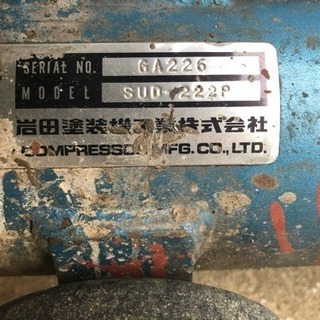 SERIAL NO. GA226
MODEL SUD-222P
岩田塗装機工業株式会社
COMPRESSOR MFG. CO., LTD.